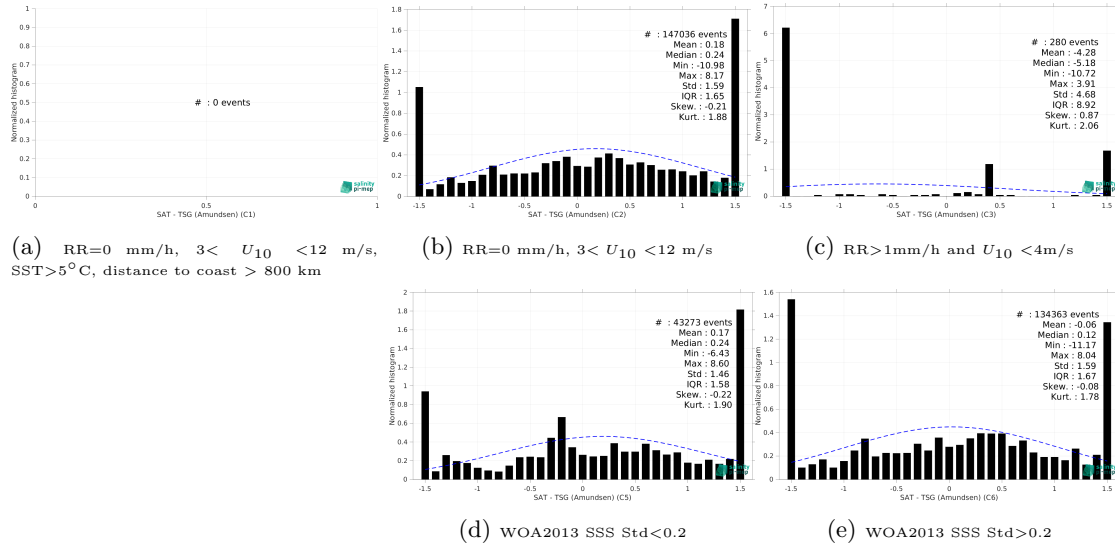 1
0.9
0.8
0.7
0.6
0.5
0.4
0.3
0.2
0.1
0
Normalized histogram
# : 0 events
0 0.5 1
SAT - TSG (Amundsen) (C1)
salinity
pi-mep
(a) RR=0 mm/h, 3< U10 <12 m/s,
SST>5°C, distance to coast > 800 km
1.8
1.6
1.4
1.2
1
0.8
0.6
0.4
0.2
0
Normalized histogram
# : 147036 events
Mean : 0.18
Median : 0.24
Min : -10.98
Max : 8.17
Std : 1.59
IQR : 1.65
Skew. : -0.21
Kurt. : 1.88
-1.5 -1 -0.5 0 0.5 1 1.5
SAT - TSG (Amundsen) (C2)
salinity
pi-mep
(b) RR=0 mm/h, 3< U10 <12 m/s
7
6
5
4
3
2
1
0
Normalized histogram
# : 280 events
Mean : -4.28
Median : -5.18
Min : -10.72
Max : 3.91
Std : 4.68
IQR : 8.92
Skew. : 0.87
Kurt. : 2.06
-1.5 -1 -0.5 0 0.5 1 1.5
SAT - TSG (Amundsen) (C3)
salinity
pi-mep
(c) RR>1mm/h and U10 <4m/s
2
1.8
1.6
1.4
1.2
1
0.8
0.6
0.4
0.2
0
Normalized histogram
# : 43273 events
Mean : 0.17
Median : 0.24
Min : -6.43
Max : 8.60
Std : 1.46
IQR : 1.58
Skew. : -0.22
Kurt. : 1.90
-1.5 -1 -0.5 0 0.5 1 1.5
SAT - TSG (Amundsen) (C5)
salinity
pi-mep
(d) WOA2013 SSS Std<0.2
1.6
1.4
1.2
1
0.8
0.6
0.4
0.2
0
Normalized histogram
# : 134363 events
Mean : -0.06
Median : 0.12
Min : -11.17
Max : 8.04
Std : 1.59
IQR : 1.67
Skew. : -0.08
Kurt. : 1.78
-1.5 -1 -0.5 0 0.5 1 1.5
SAT - TSG (Amundsen) (C6)
salinity
pi-mep
(e) WOA2013 SSS Std>0.2